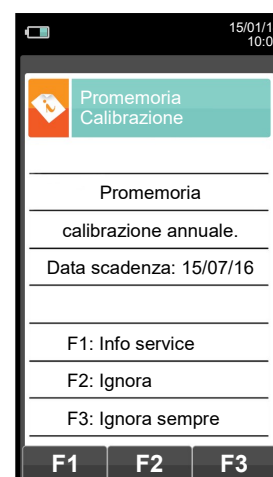 15/01/1
10:0
Promemoria
Calibrazione
Promemoria
calibrazione annuale.
Data scadenza: 15/07/16
F1: Info service
F2: Ignora
F3: Ignora sempre
F1 F2 F3